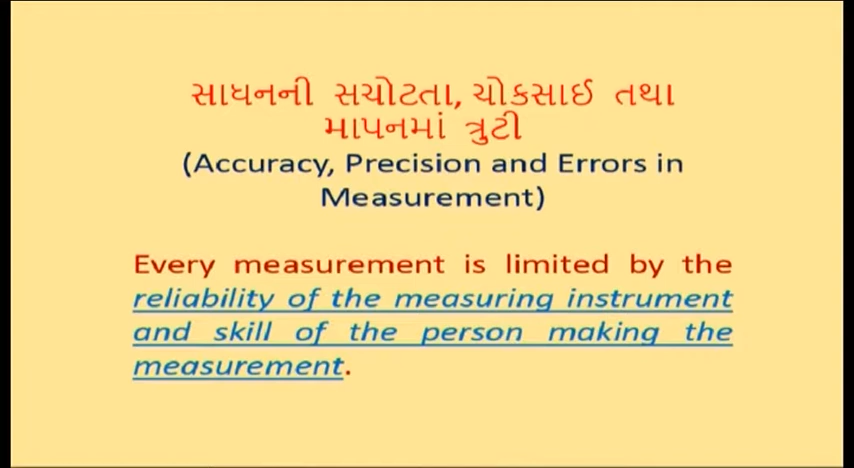 સાધનની સચોટતા, ચોકસાઈ તથા
માપનમાં ત્રુટી
(Accuracy, Precision and Errors in
Measurement)
Every measurement is limited by the
reliability of the measuring instrument
and skill of the person making the
measurement.